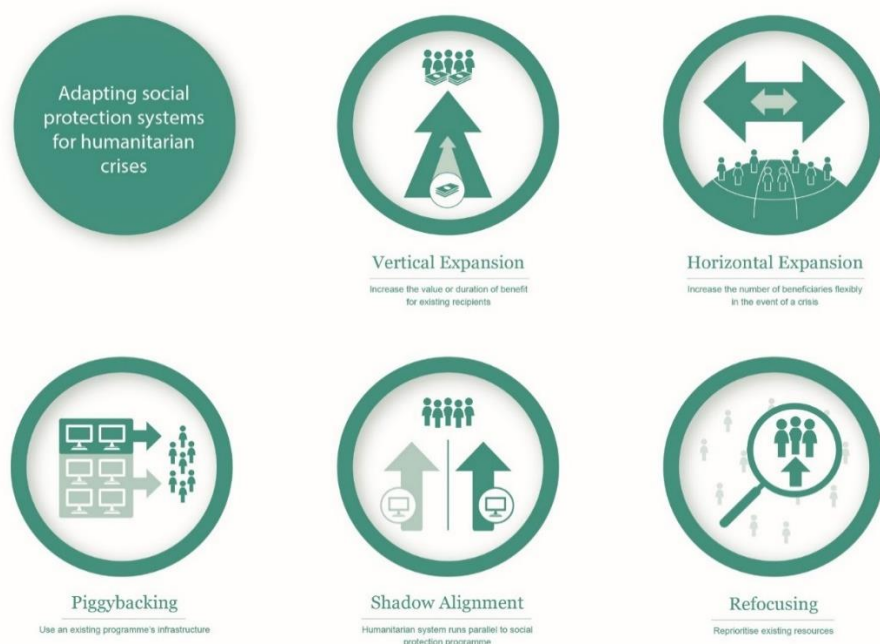 Adapting social
protection systems
for humanitarian
crises
Vertical Expansion
Increase the value or duration of benefit
for existing recipients
Horizontal Expansion
Increase the number of beneficiaries flexibly
in the event of a crisis
Piggybacking
Use an existing programme's infrastructure
Shadow Alignment
Humanitarian system runs parallel to social
protection programme
Refocusing
Reprioritise existing resources